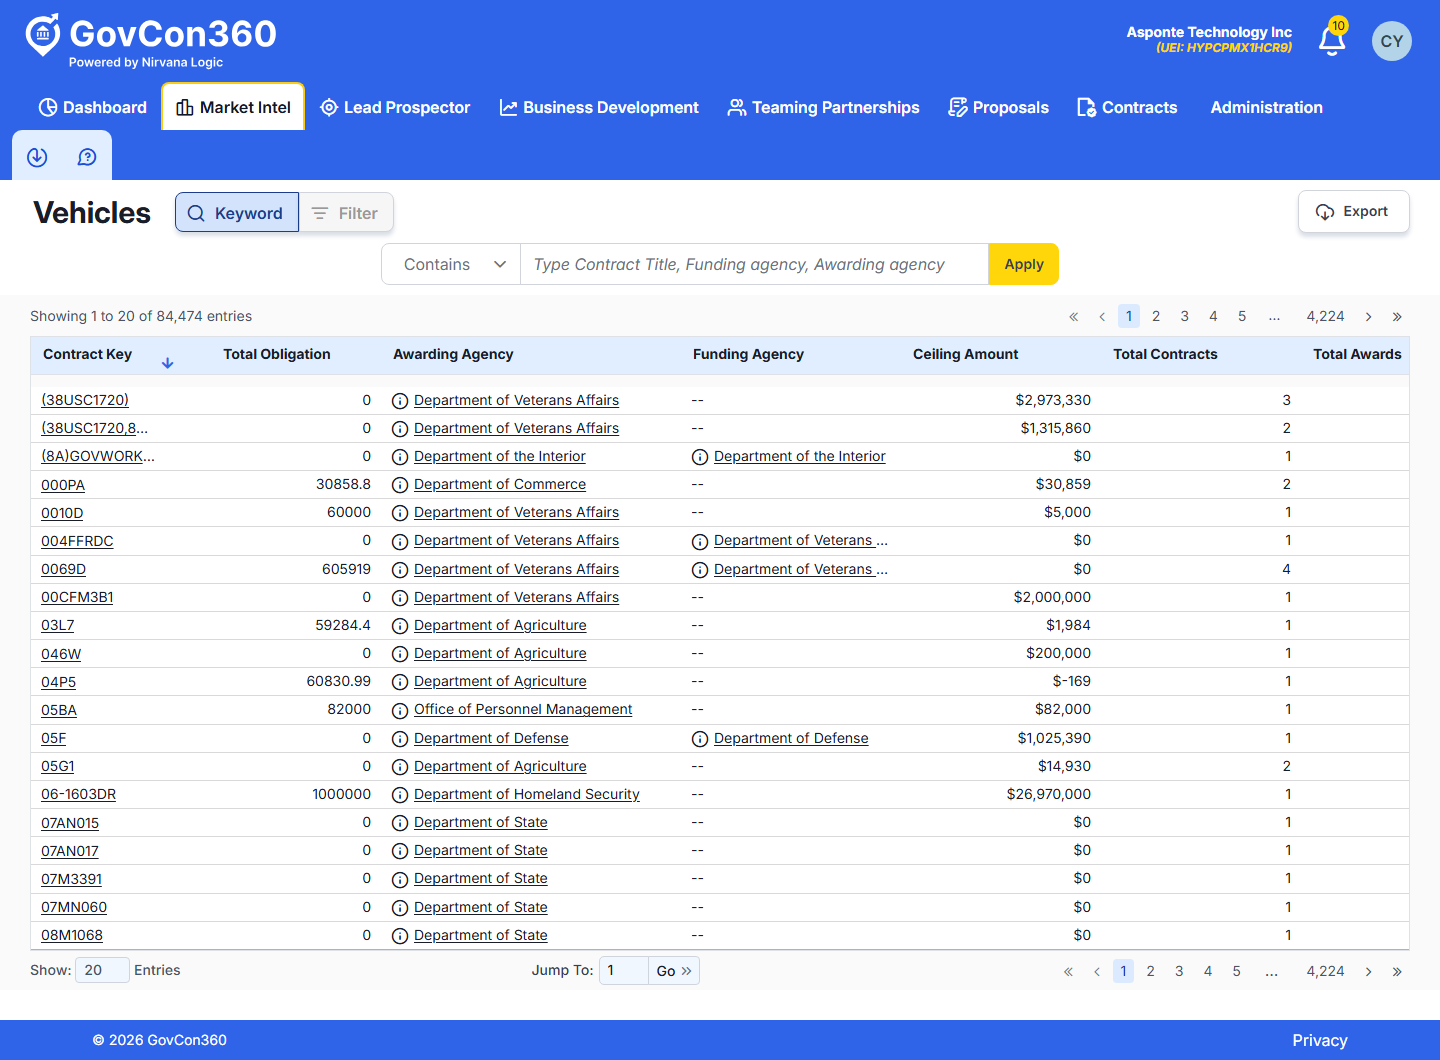 GovCon360
Powered by Nirvana Logic
Asponte Technology Inc
(UEI: HYPCPMX1HCR9)
10
CY
Dashboard Market Intel Lead Prospector Business Development Teaming Partnerships Proposals Contracts Administration
Vehicles Keyword Filter Export
Contains Type Contract Title, Funding agency, Awarding agency Apply
Showing 1 to 20 of 84,474 entries « ‹ 1 2 3 4 5 ... 4,224 › »
Contract Key Total Obligation Awarding Agency Funding Agency Ceiling Amount Total Contracts Total Awards
(38USC1720) 0 Department of Veterans Affairs -- $2,973,330 3
(38USC1720,8... 0 Department of Veterans Affairs -- $1,315,860 2
(8A)GOVWORK... 0 Department of the Interior Department of the Interior $0 1
000PA 30858.8 Department of Commerce -- $30,859 2
0010D 60000 Department of Veterans Affairs -- $5,000 1
004FFRDC 0 Department of Veterans Affairs Department of Veterans ... $0 1
0069D 605919 Department of Veterans Affairs Department of Veterans ... $0 4
00CFM3B1 0 Department of Veterans Affairs -- $2,000,000 1
03L7 59284.4 Department of Agriculture -- $1,984 1
046W 0 Department of Agriculture -- $200,000 1
04P5 60830.99 Department of Agriculture -- $-169 1
05BA 82000 Office of Personnel Management -- $82,000 1
05F 0 Department of Defense Department of Defense $1,025,390 1
05G1 0 Department of Agriculture -- $14,930 2
06-1603DR 1000000 Department of Homeland Security -- $26,970,000 1
07AN015 0 Department of State -- $0 1
07AN017 0 Department of State -- $0 1
07M3391 0 Department of State -- $0 1
07MN060 0 Department of State -- $0 1
08M1068 0 Department of State -- $0 1
Show: 20 Entries Jump To: 1 Go » « ‹ 1 2 3 4 5 ... 4,224 › »
© 2026 GovCon360 Privacy